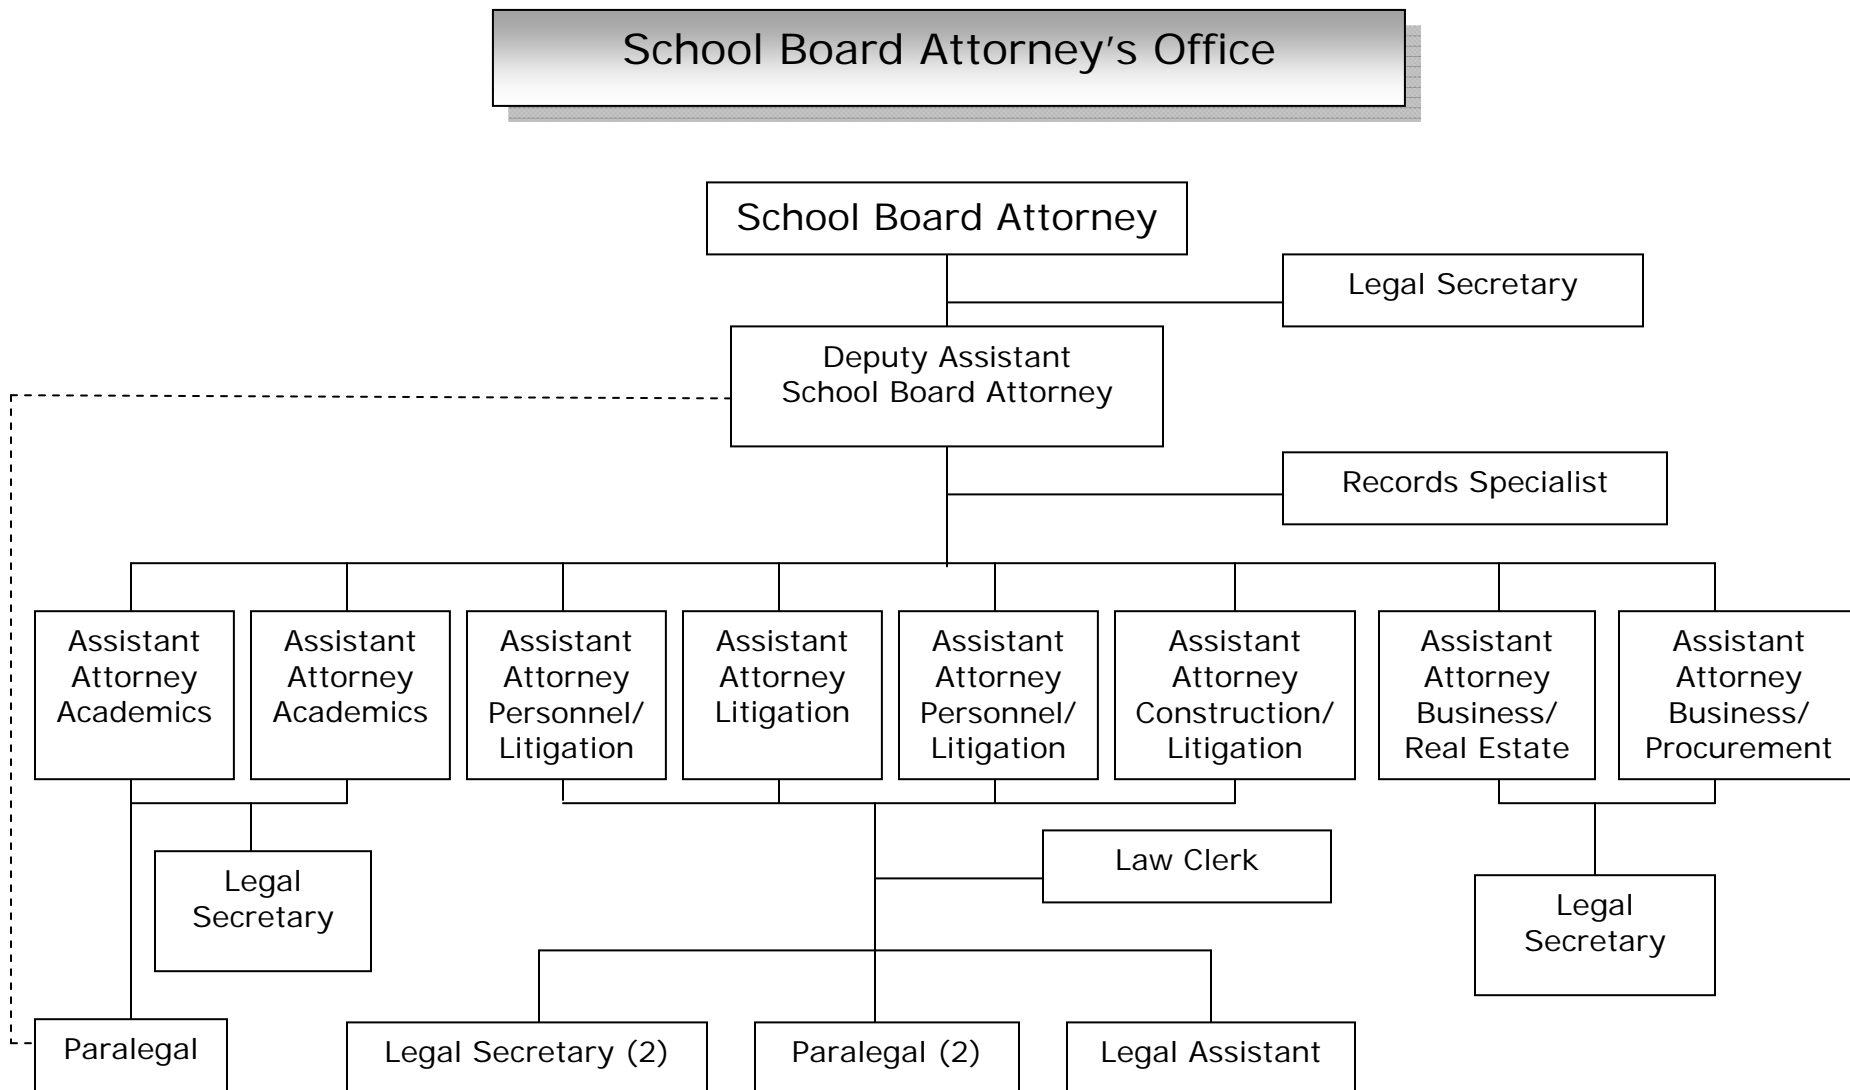 School Board Attorney's Office
School Board Attorney
Legal Secretary
Deputy Assistant
School Board Attorney
Records Specialist
Assistant
Attorney
Academics
Assistant
Attorney
Academics
Assistant
Attorney
Personnel/
Litigation
Assistant
Attorney
Litigation
Assistant
Attorney
Personnel/
Litigation
Assistant
Attorney
Construction/
Litigation
Assistant
Attorney
Business/
Real Estate
Assistant
Attorney
Business/
Procurement
Legal
Secretary
Law Clerk
Legal
Secretary
Paralegal
Legal Secretary (2)
Paralegal (2)
Legal Assistant